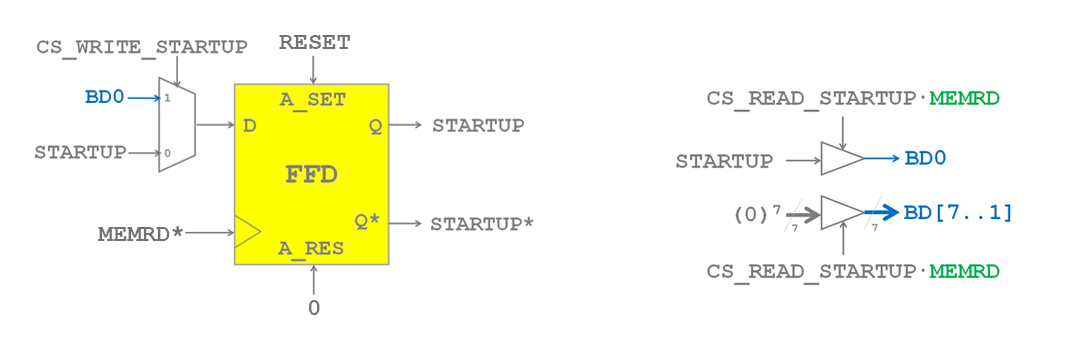 CS_WRITE_STARTUP
RESET
BD0
1
A_SET
D
Q
STARTUP
STARTUP
0
FFD
MEMRD*
Q*
STARTUP*
A_RES
0
CS_READ_STARTUP·MEMRD
STARTUP
BD0
(0)⁷
7
7
BD[7..1]
CS_READ_STARTUP·MEMRD